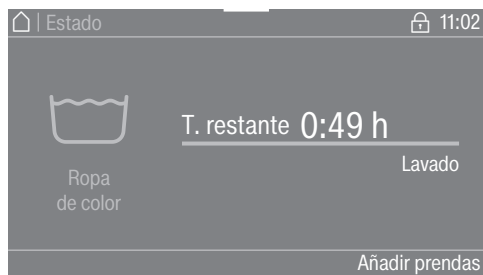 | Estado
11:02
T. restante 0:49 h
Lavado
Ropa
de color
Añadir prendas